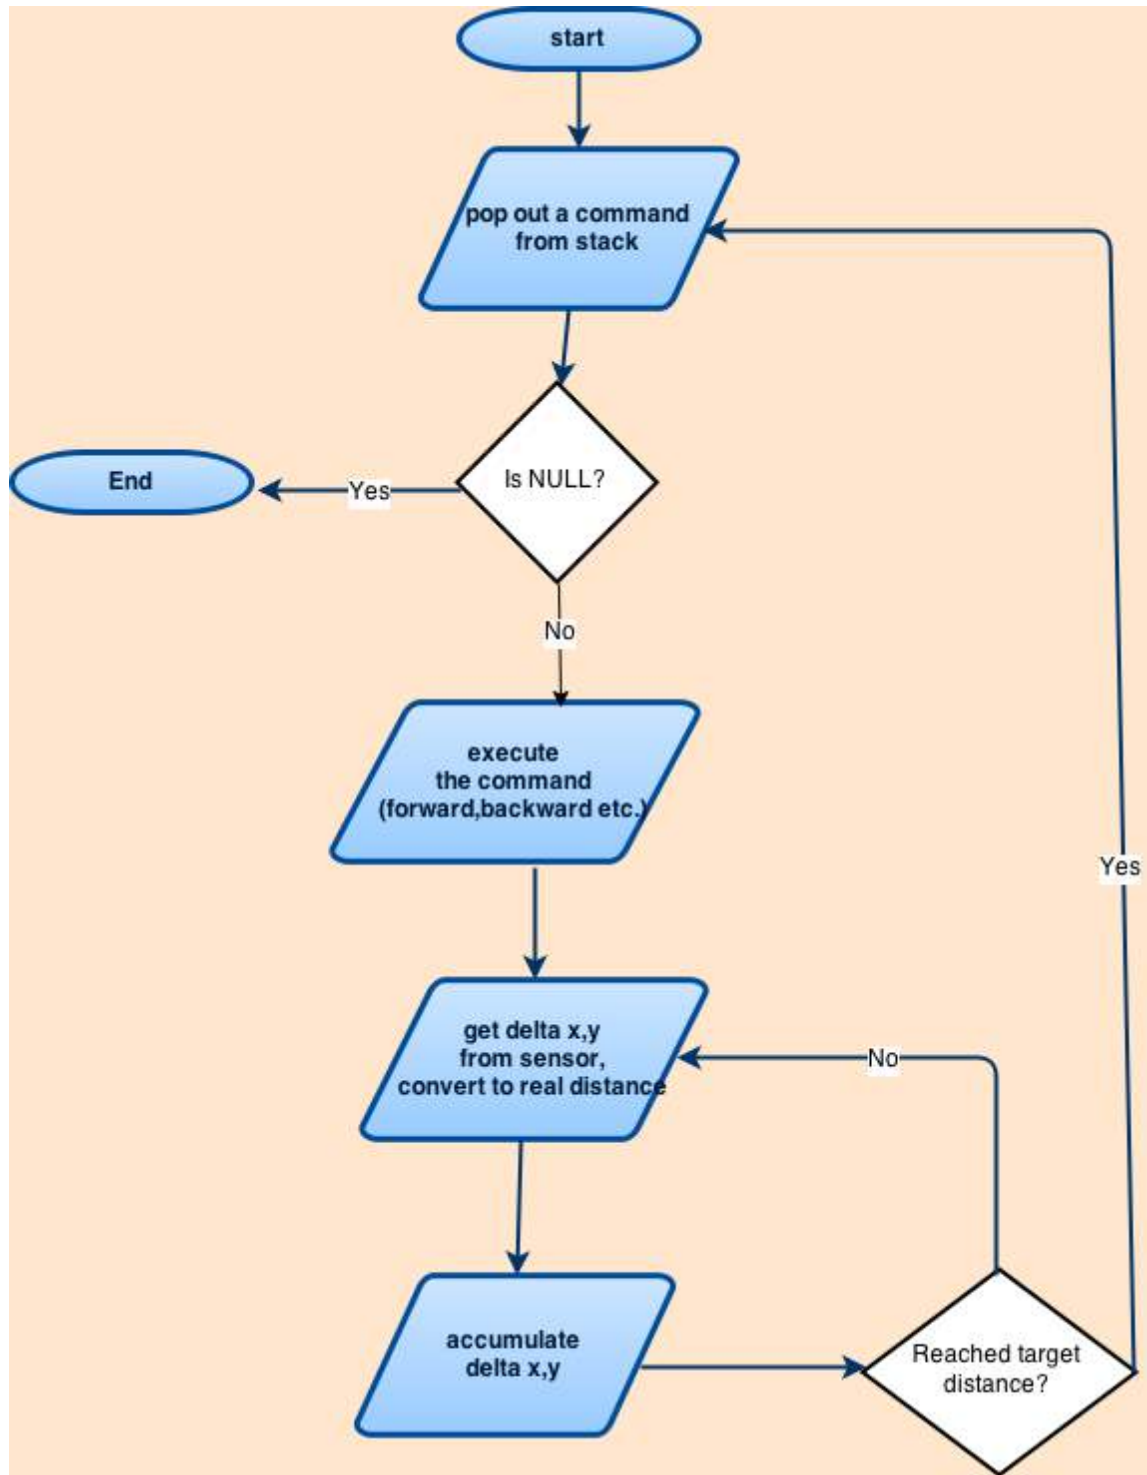 start
pop out a command
from stack
Is NULL?
Yes
End
No
execute
the command
(forward,backward etc.)
Yes
get delta x,y
from sensor,
convert to real distance
No
accumulate
delta x,y
Reached target
distance?